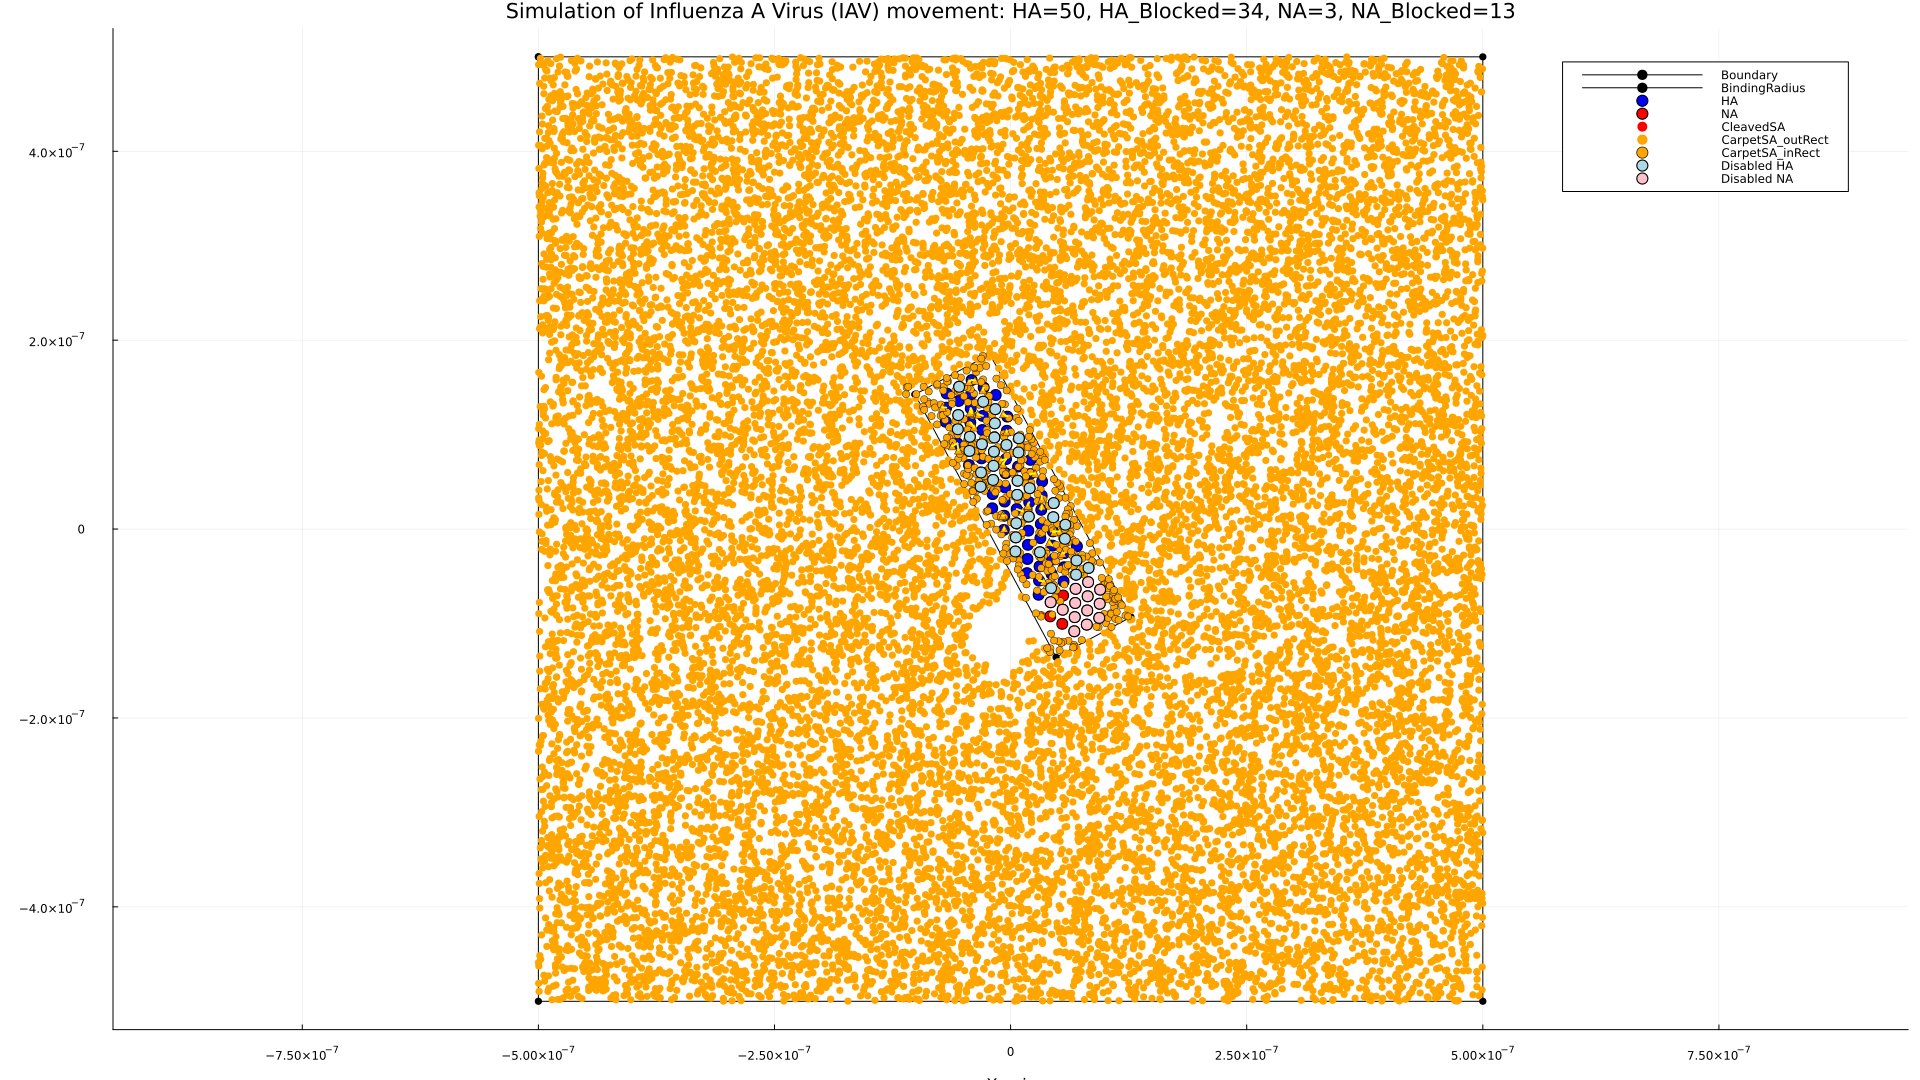 Simulation of Influenza A Virus (IAV) movement: HA=50, HA_Blocked=34, NA=3, NA_Blocked=13
Boundary
BindingRadius
HA
NA
CleavedSA
CarpetSA_outRect
CarpetSA_inRect
Disabled HA
Disabled NA
4.0×10⁻⁷
2.0×10⁻⁷
0
−2.0×10⁻⁷
−4.0×10⁻⁷
−7.50×10⁻⁷ −5.00×10⁻⁷ −2.50×10⁻⁷ 0 2.50×10⁻⁷ 5.00×10⁻⁷ 7.50×10⁻⁷